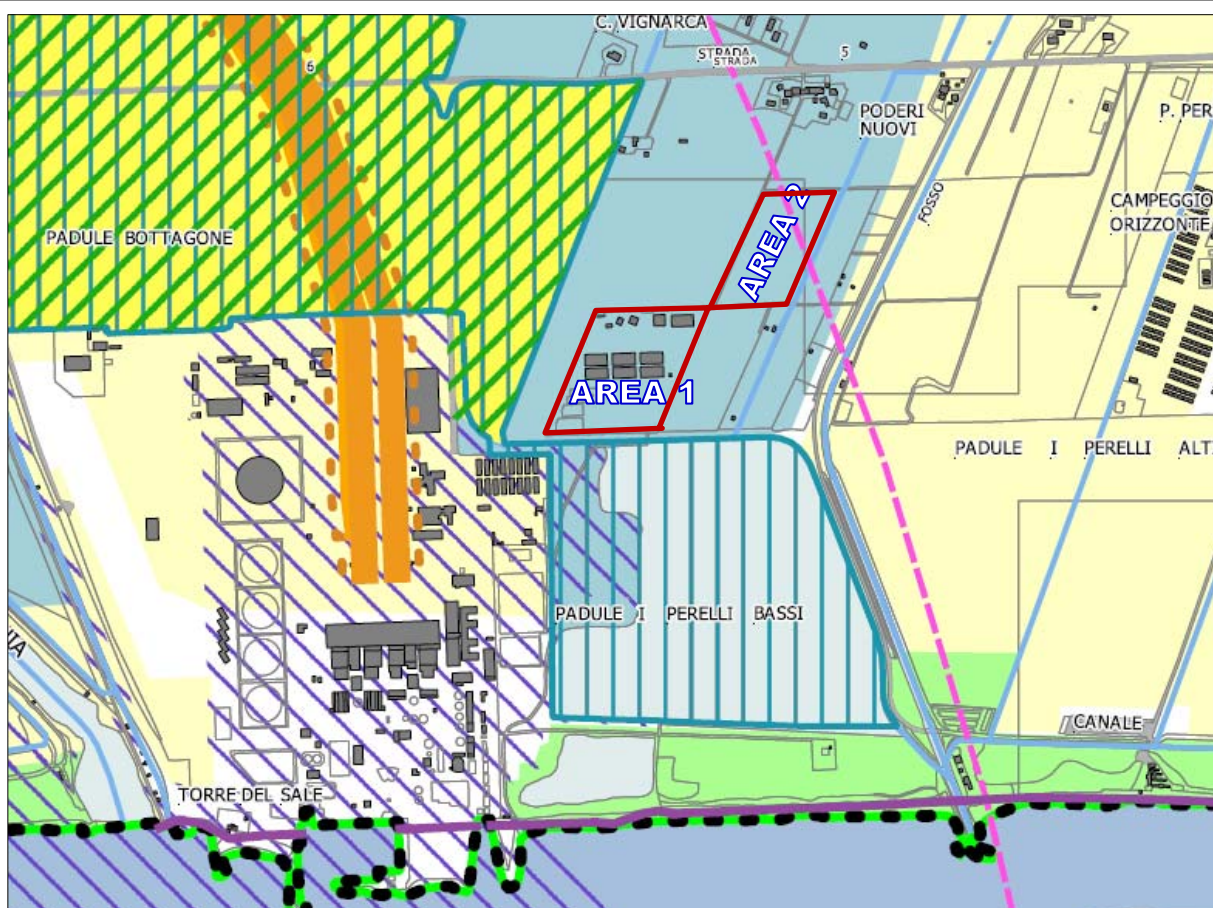 C. VIGNARCA
STRADA
STRADA
5
6
PODERI
NUOVI
P. PER
FOSSO
CAMPEGGIO
ORIZZONTE
AREA 2
PADULE BOTTAGONE
AREA 1
PADULE I PERELLI ALTI
PADULE I PERELLI BASSI
CANALE
TORRE DEL SALE